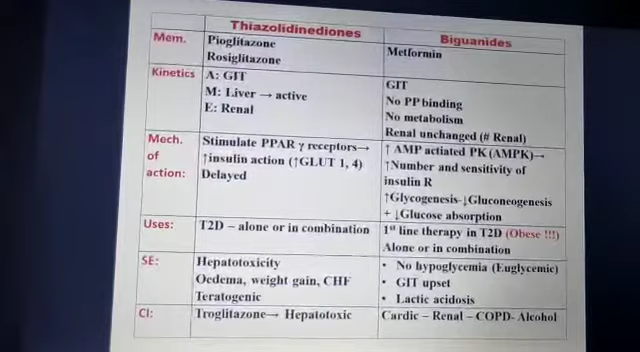 Thiazolidinediones
Biguanides
Mem.
Pioglitazone
Rosiglitazone
Metformin
Kinetics
A: GIT
M: Liver → active
E: Renal
GIT
No PP binding
No metabolism
Renal unchanged (# Renal)
Mech.
of
action:
Stimulate PPAR γ receptors→
↑insulin action (↑GLUT 1, 4)
Delayed
↑ AMP actiated PK (AMPK)→
↑Number and sensitivity of
insulin R
↑Glycogenesis-↓Gluconeogenesis
+ ↓Glucose absorption
Uses:
T2D – alone or in combination
1st line therapy in T2D (Obese !!!)
Alone or in combination
SE:
Hepatotoxicity
Oedema, weight gain, CHF
Teratogenic
• No hypoglycemia (Euglycemic)
• GIT upset
• Lactic acidosis
CI:
Troglitazone→ Hepatotoxic
Cardic – Renal – COPD- Alcohol